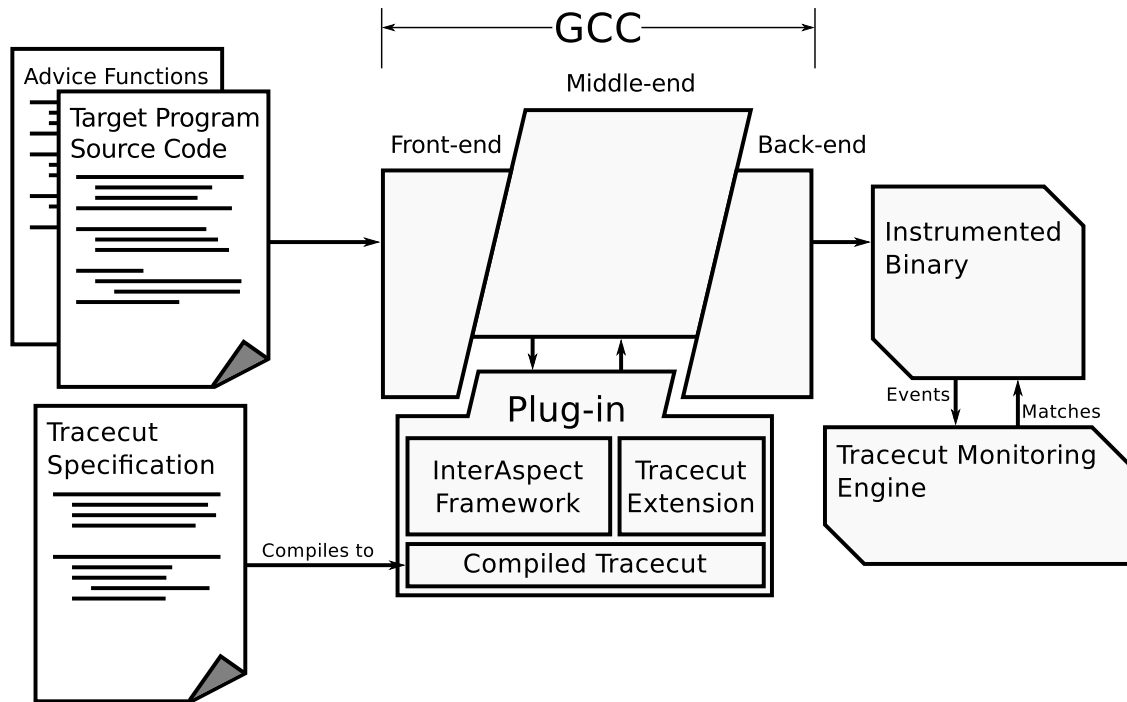 GCC
Middle-end
Front-end
Back-end
Advice Functions
Target Program
Source Code
Instrumented
Binary
Events
Matches
Tracecut Monitoring
Engine
Plug-in
InterAspect
Framework
Tracecut
Extension
Compiled Tracecut
Tracecut
Specification
Compiles to